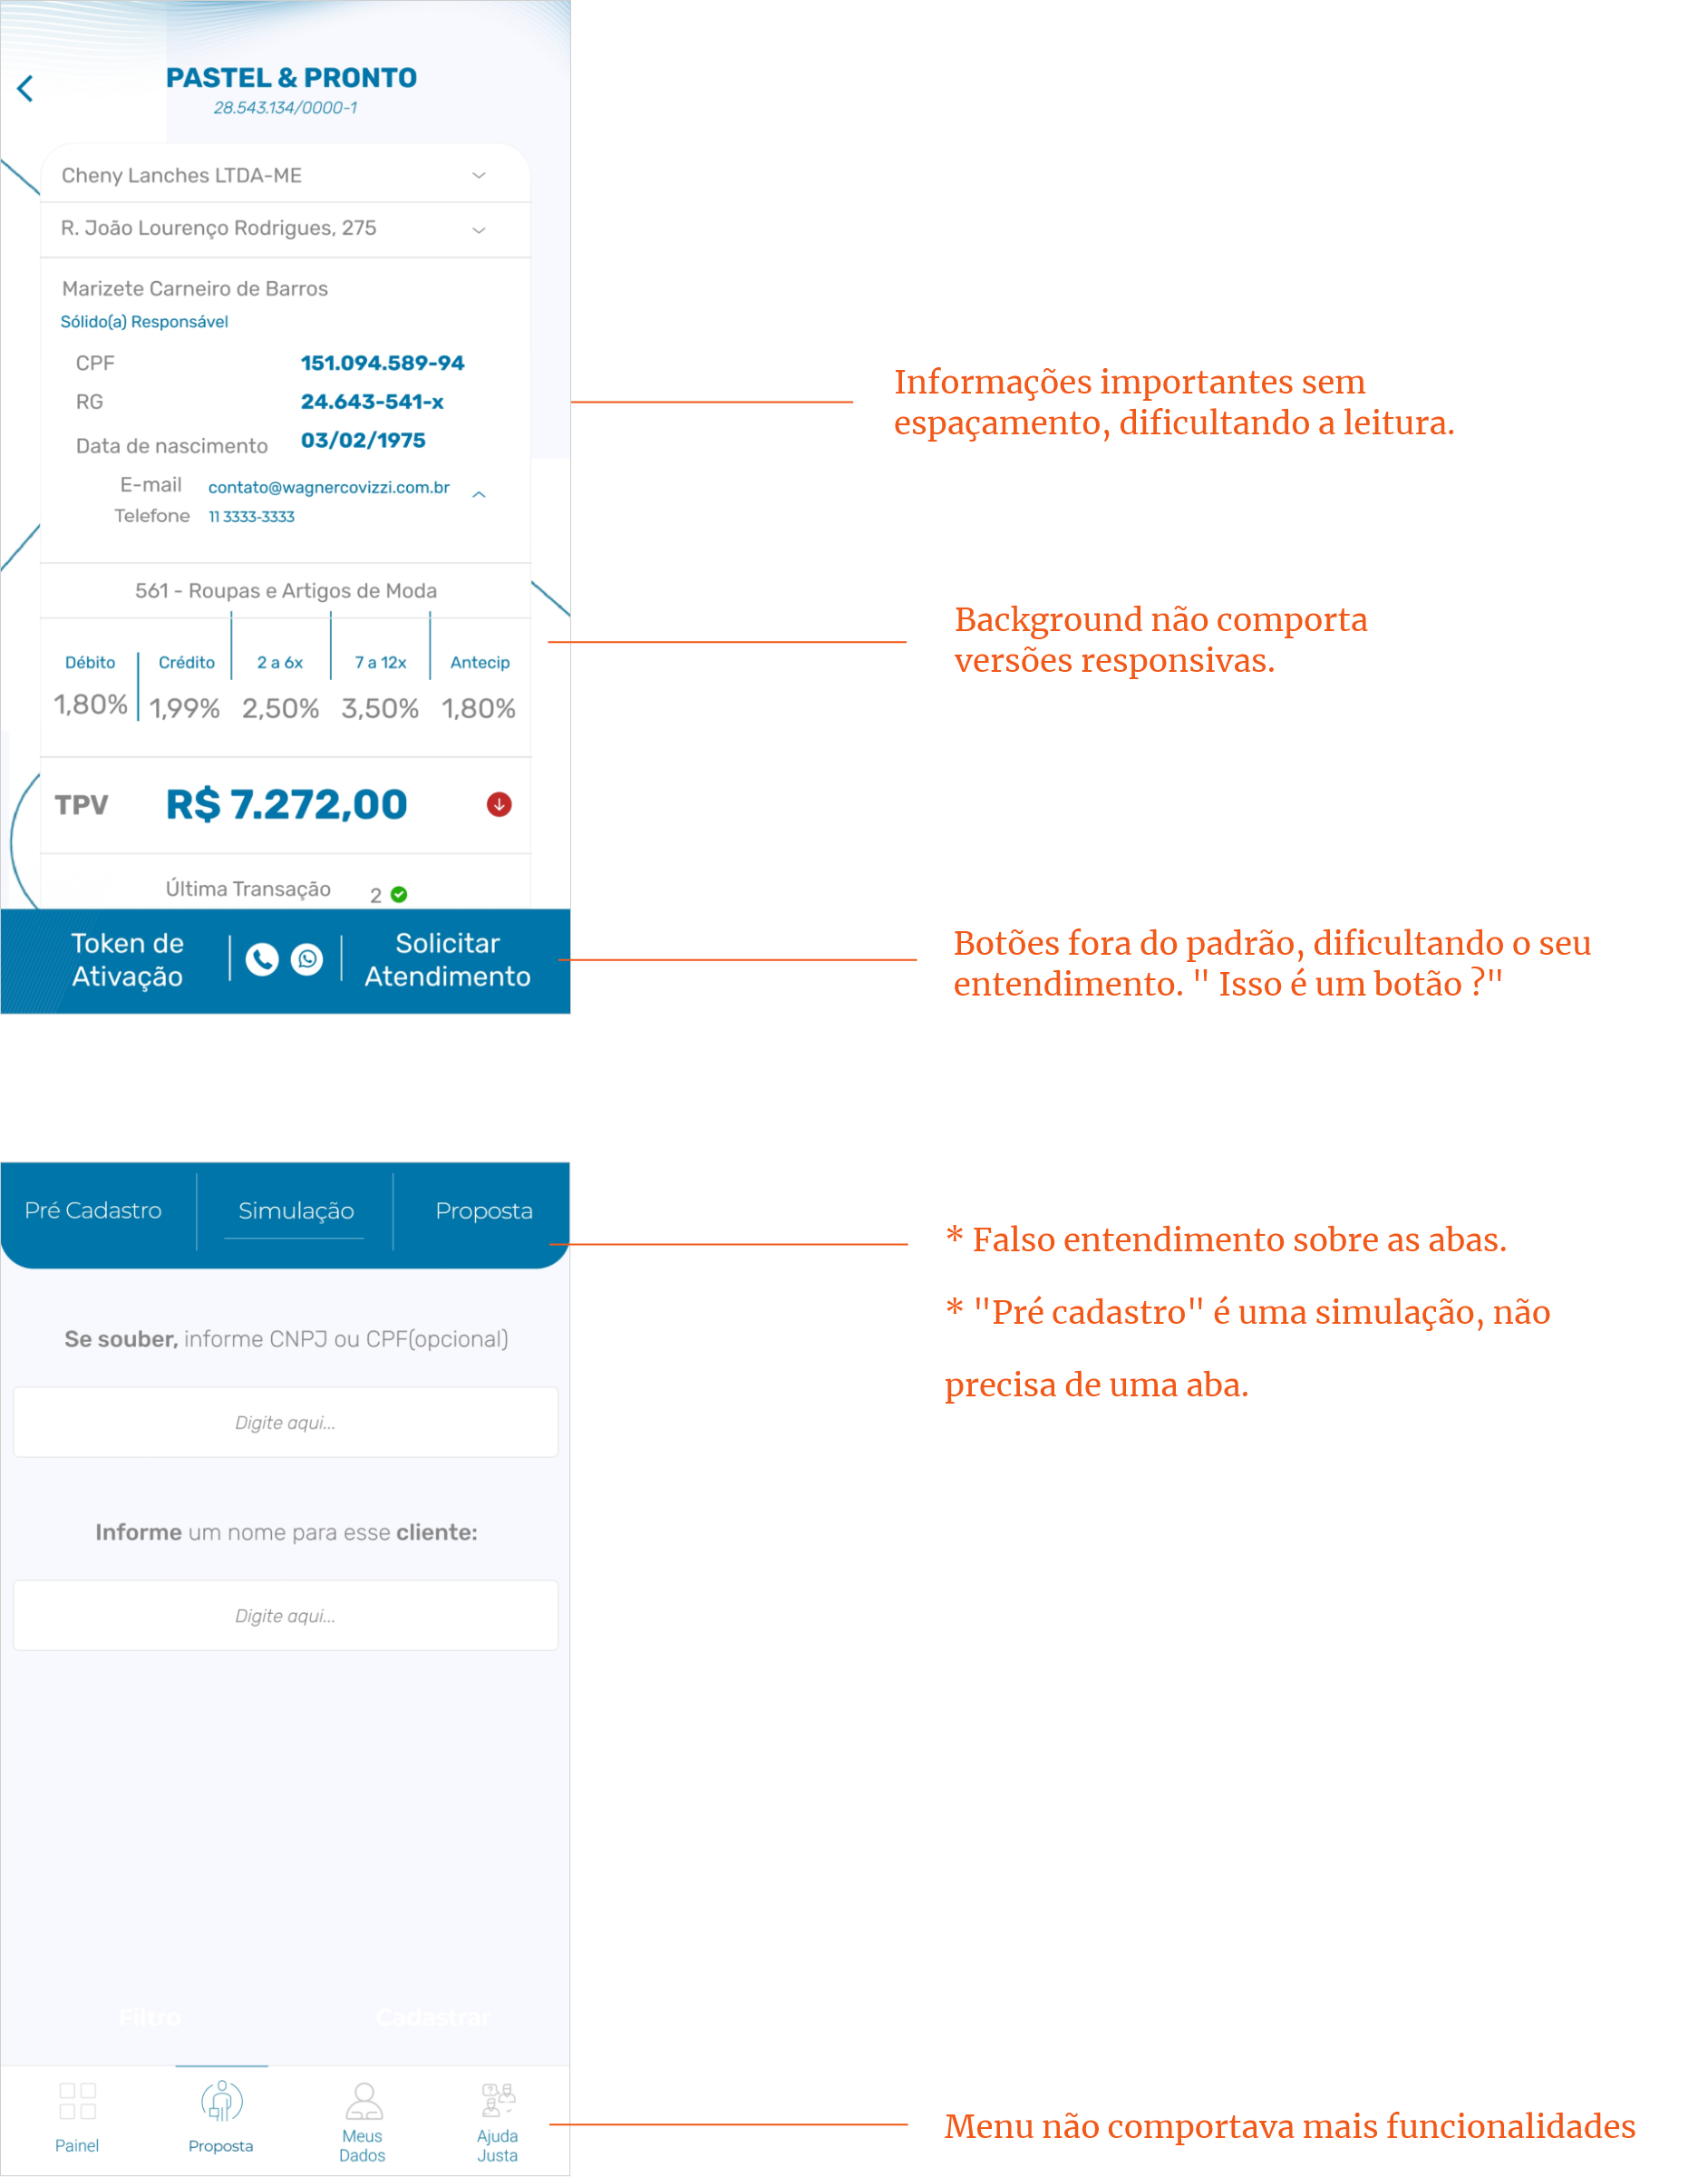 PASTEL & PRONTO
28.543.134/0000-1
Cheny Lanches LTDA-ME
R. João Lourenço Rodrigues, 275
Marizete Carneiro de Barros
Sólido(a) Responsável
CPF 151.094.589-94
RG 24.643-541-x
Data de nascimento 03/02/1975
E-mail contato@wagnercovizzi.com.br
Telefone 11 3333-3333
561 - Roupas e Artigos de Moda
Débito Crédito 2 a 6x 7 a 12x Antecip
1,80% 1,99% 2,50% 3,50% 1,80%
TPV R$ 7.272,00
Última Transação 2
Token de
Ativação
Solicitar
Atendimento
Informações importantes sem
espaçamento, dificultando a leitura.
Background não comporta
versões responsivas.
Botões fora do padrão, dificultando o seu
entendimento. " Isso é um botão ?"
Pré Cadastro Simulação Proposta
Se souber, informe CNPJ ou CPF(opcional)
Digite aqui...
Informe um nome para esse cliente:
Digite aqui...
Filtro Cadastrar
Painel Proposta
Meus
Dados
Ajuda
Justa
* Falso entendimento sobre as abas.
* "Pré cadastro" é uma simulação, não
precisa de uma aba.
Menu não comportava mais funcionalidades